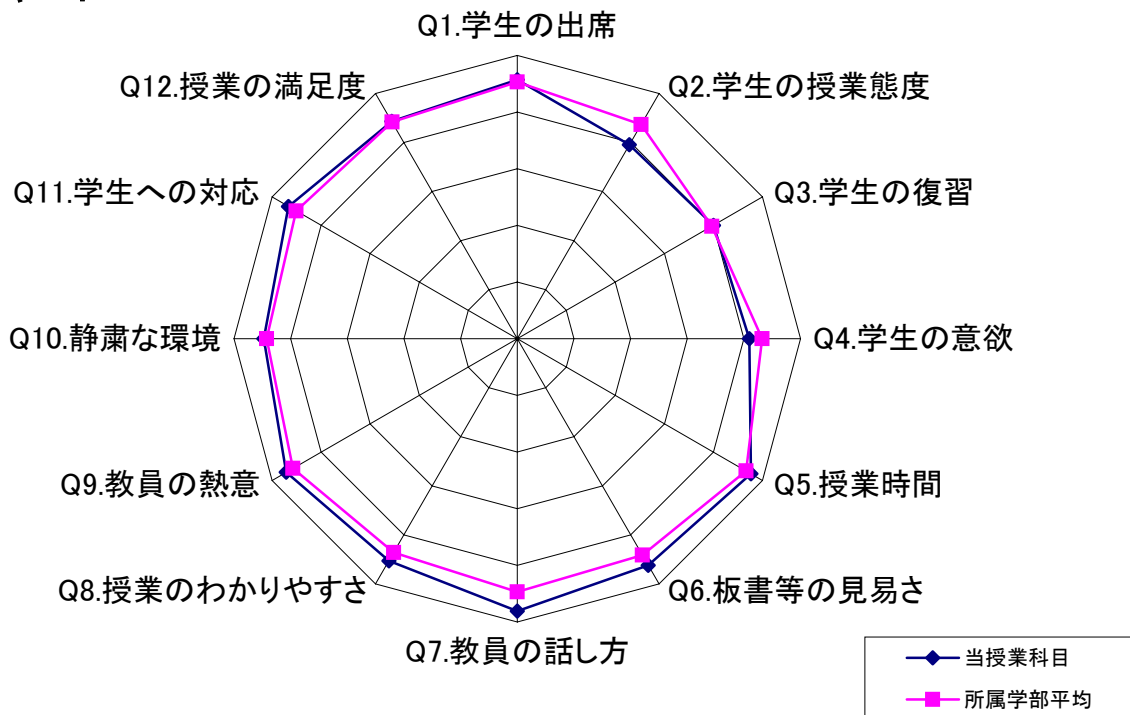 Q1.学生の出席
Q2.学生の授業態度
Q3.学生の復習
Q4.学生の意欲
Q5.授業時間
Q6.板書等の見易さ
Q7.教員の話し方
Q8.授業のわかりやすさ
Q9.教員の熱意
Q10.静粛な環境
Q11.学生への対応
Q12.授業の満足度
当授業科目
所属学部平均